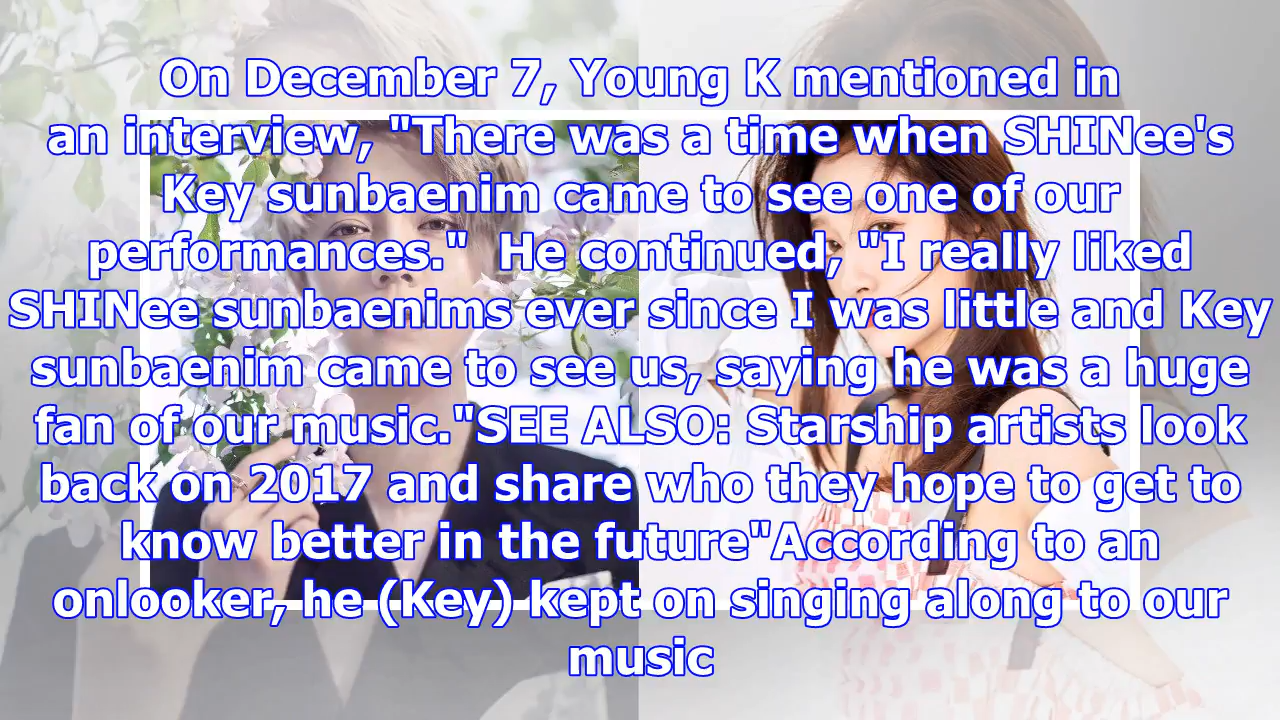 On December 7, Young K mentioned in
an interview, "There was a time when SHINee's
Key sunbaenim came to see one of our
performances."  He continued, "I really liked
SHINee sunbaenims ever since I was little and Key
sunbaenim came to see us, saying he was a huge
fan of our music."SEE ALSO: Starship artists look
back on 2017 and share who they hope to get to
know better in the future"According to an
onlooker, he (Key) kept on singing along to our
music